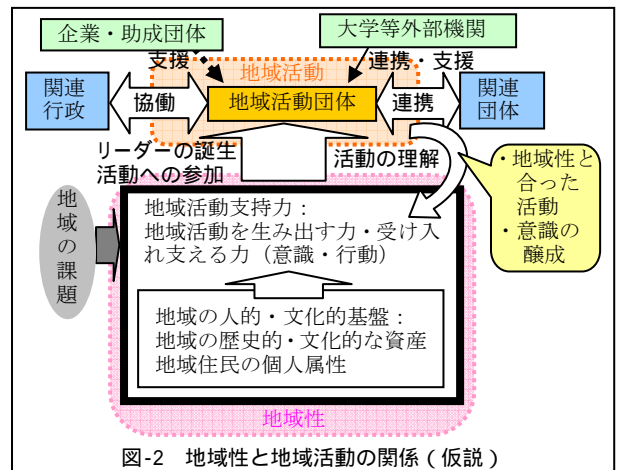 企業・助成団体
大学等外部機関
支援
地域活動
連携・支援
関連
行政
協働
地域活動団体
連携
関連
団体
リーダーの誕生
活動への参加
活動の理解
・地域性と
合った
活動
・意識の
醸成
地域の課題
地域活動支持力：
地域活動を生み出す力・受け入
れ支える力（意識・行動）
地域の人的・文化的基盤：
地域の歴史的・文化的な資産
地域住民の個人属性
地域性
図-2　地域性と地域活動の関係（仮説）